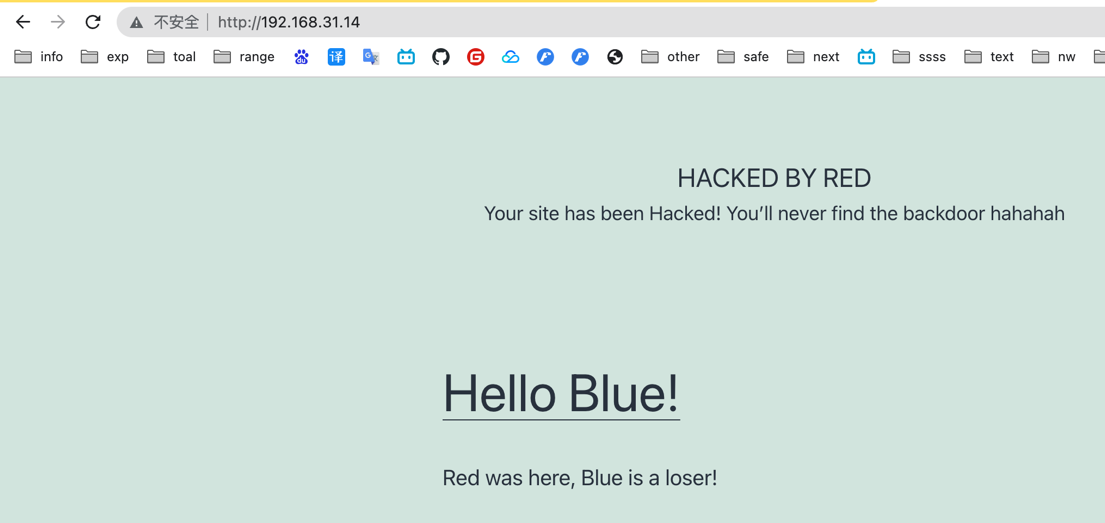 不安全 http://192.168.31.14
info exp toal range du 译 G other safe next ssss text nw
HACKED BY RED
Your site has been Hacked! You’ll never find the backdoor hahahah
Hello Blue!
Red was here, Blue is a loser!